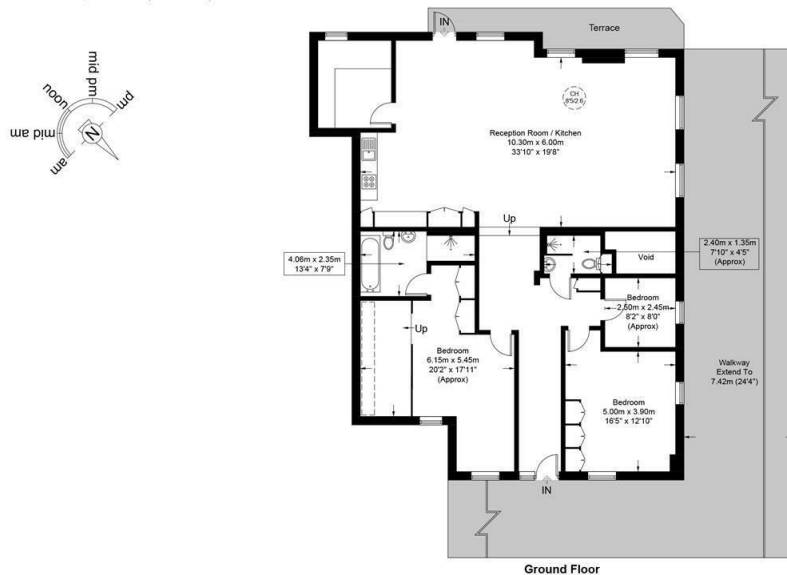 Terrace
IN
mid pm
noon
pm
mid am
am
N
CH
8'5/2.6
Reception Room / Kitchen
10.30m x 6.00m
33'10" x 19'8"
Up
4.06m x 2.35m
13'4" x 7'9"
Void
2.40m x 1.35m
7'10" x 4'5"
(Approx)
Bedroom
2.50m x 2.45m
8'2" x 8'0"
(Approx)
Up
Bedroom
6.15m x 5.45m
20'2" x 17'11"
(Approx)
Walkway
Extend To
7.42m (24'4")
Bedroom
5.00m x 3.90m
16'5" x 12'10"
IN
Ground Floor